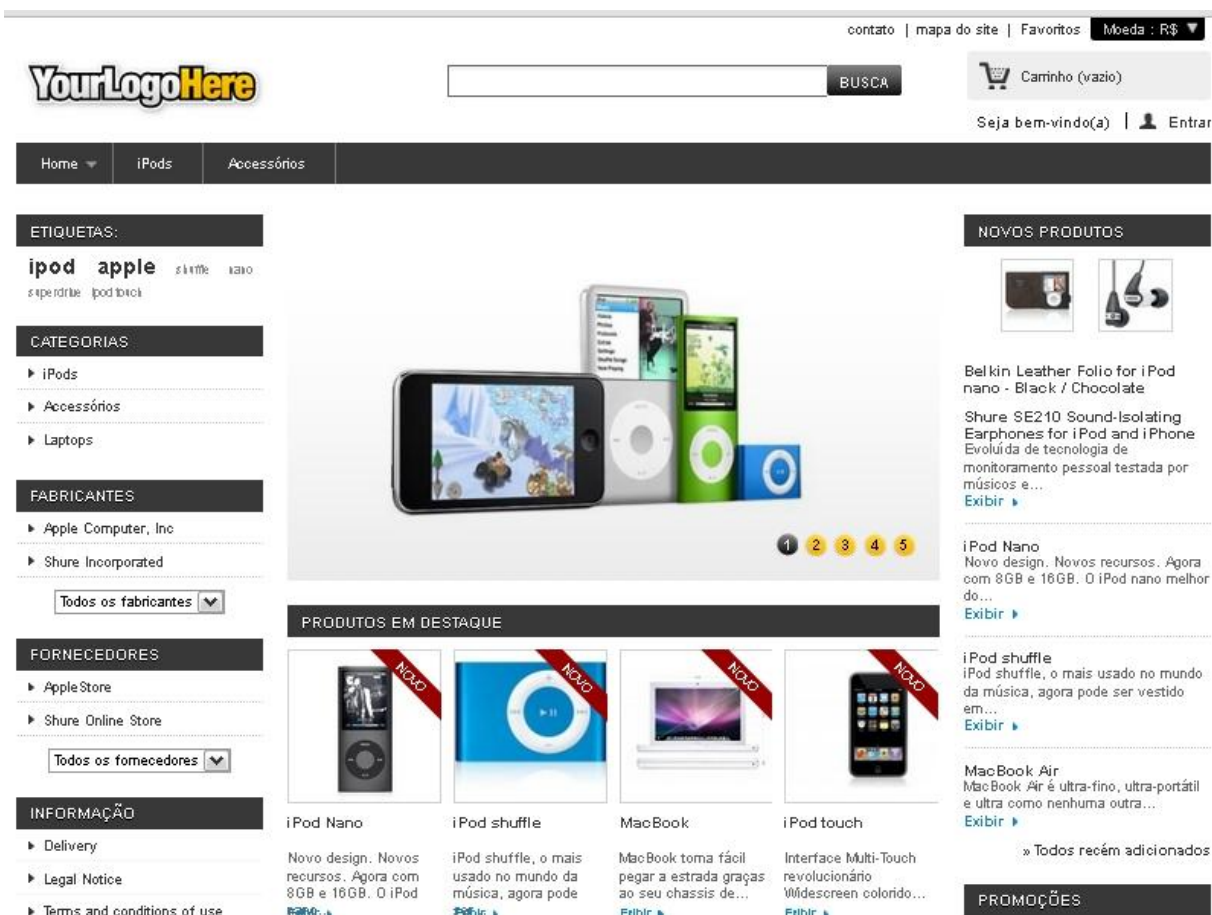 contato | mapa do site | Favoritos Moeda : R$
YourLogoHere
BUSCA
Carrinho (vazio)
Seja bem-vindo(a) | Entrar
Home iPods Accessórios
ETIQUETAS:
ipod apple shuffle nano
superdrive ipod touch
CATEGORIAS
iPods
Accessórios
Laptops
FABRICANTES
Apple Computer, Inc
Shure Incorporated
Todos os fabricantes
FORNECEDORES
AppleStore
Shure Online Store
Todos os fornecedores
INFORMAÇÃO
Delivery
Legal Notice
Terms and conditions of use
1 2 3 4 5
PRODUTOS EM DESTAQUE
NOVO
NOVO
NOVO
NOVO
iPod Nano
Novo design. Novos
recursos. Agora com
8GB e 16GB. O iPod
iPod shuffle
iPod shuffle, o mais
usado no mundo da
música, agora pode
MacBook
MacBook torna fácil
pegar a estrada graças
ao seu chassis de...
Exibir
iPod touch
Interface Multi-Touch
revolucionário
Widescreen colorido...
Exibir
NOVOS PRODUTOS
Belkin Leather Folio for iPod
nano - Black / Chocolate
Shure SE210 Sound-Isolating
Earphones for iPod and iPhone
Evoluída de tecnologia de
monitoramento pessoal testada por
músicos e...
Exibir
iPod Nano
Novo design. Novos recursos. Agora
com 8GB e 16GB. O iPod nano melhor
do...
Exibir
iPod shuffle
iPod shuffle, o mais usado no mundo
da música, agora pode ser vestido
em...
Exibir
MacBook Air
MacBook Air é ultra-fino, ultra-portátil
e ultra como nenhuma outra...
Exibir
» Todos recém adicionados
PROMOÇÕES